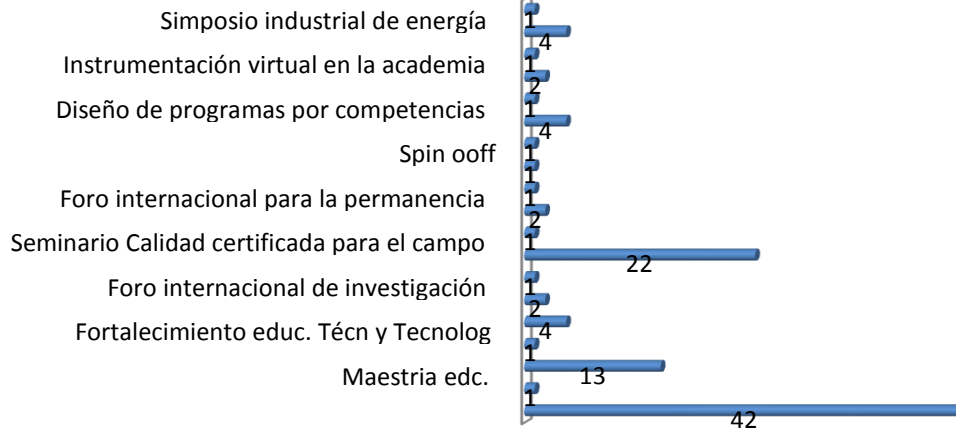 1
Simposio industrial de energía
4
1
Instrumentación virtual en la academia
2
1
Diseño de programas por competencias
4
Spin ooff
1
1
1
Foro internacional para la permanencia
2
Seminario Calidad certificada para el campo
1
22
Foro internacional de investigación
1
2
Fortalecimiento educ. Técn y Tecnolog
4
1
Maestria edc.
13
1
42